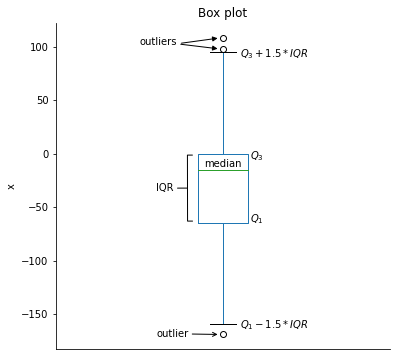 Box plot
outliers
100
Q₃ + 1.5 * IQR
50
0
Q₃
median
x
IQR
−50
Q₁
−100
−150
Q₁ − 1.5 * IQR
outlier